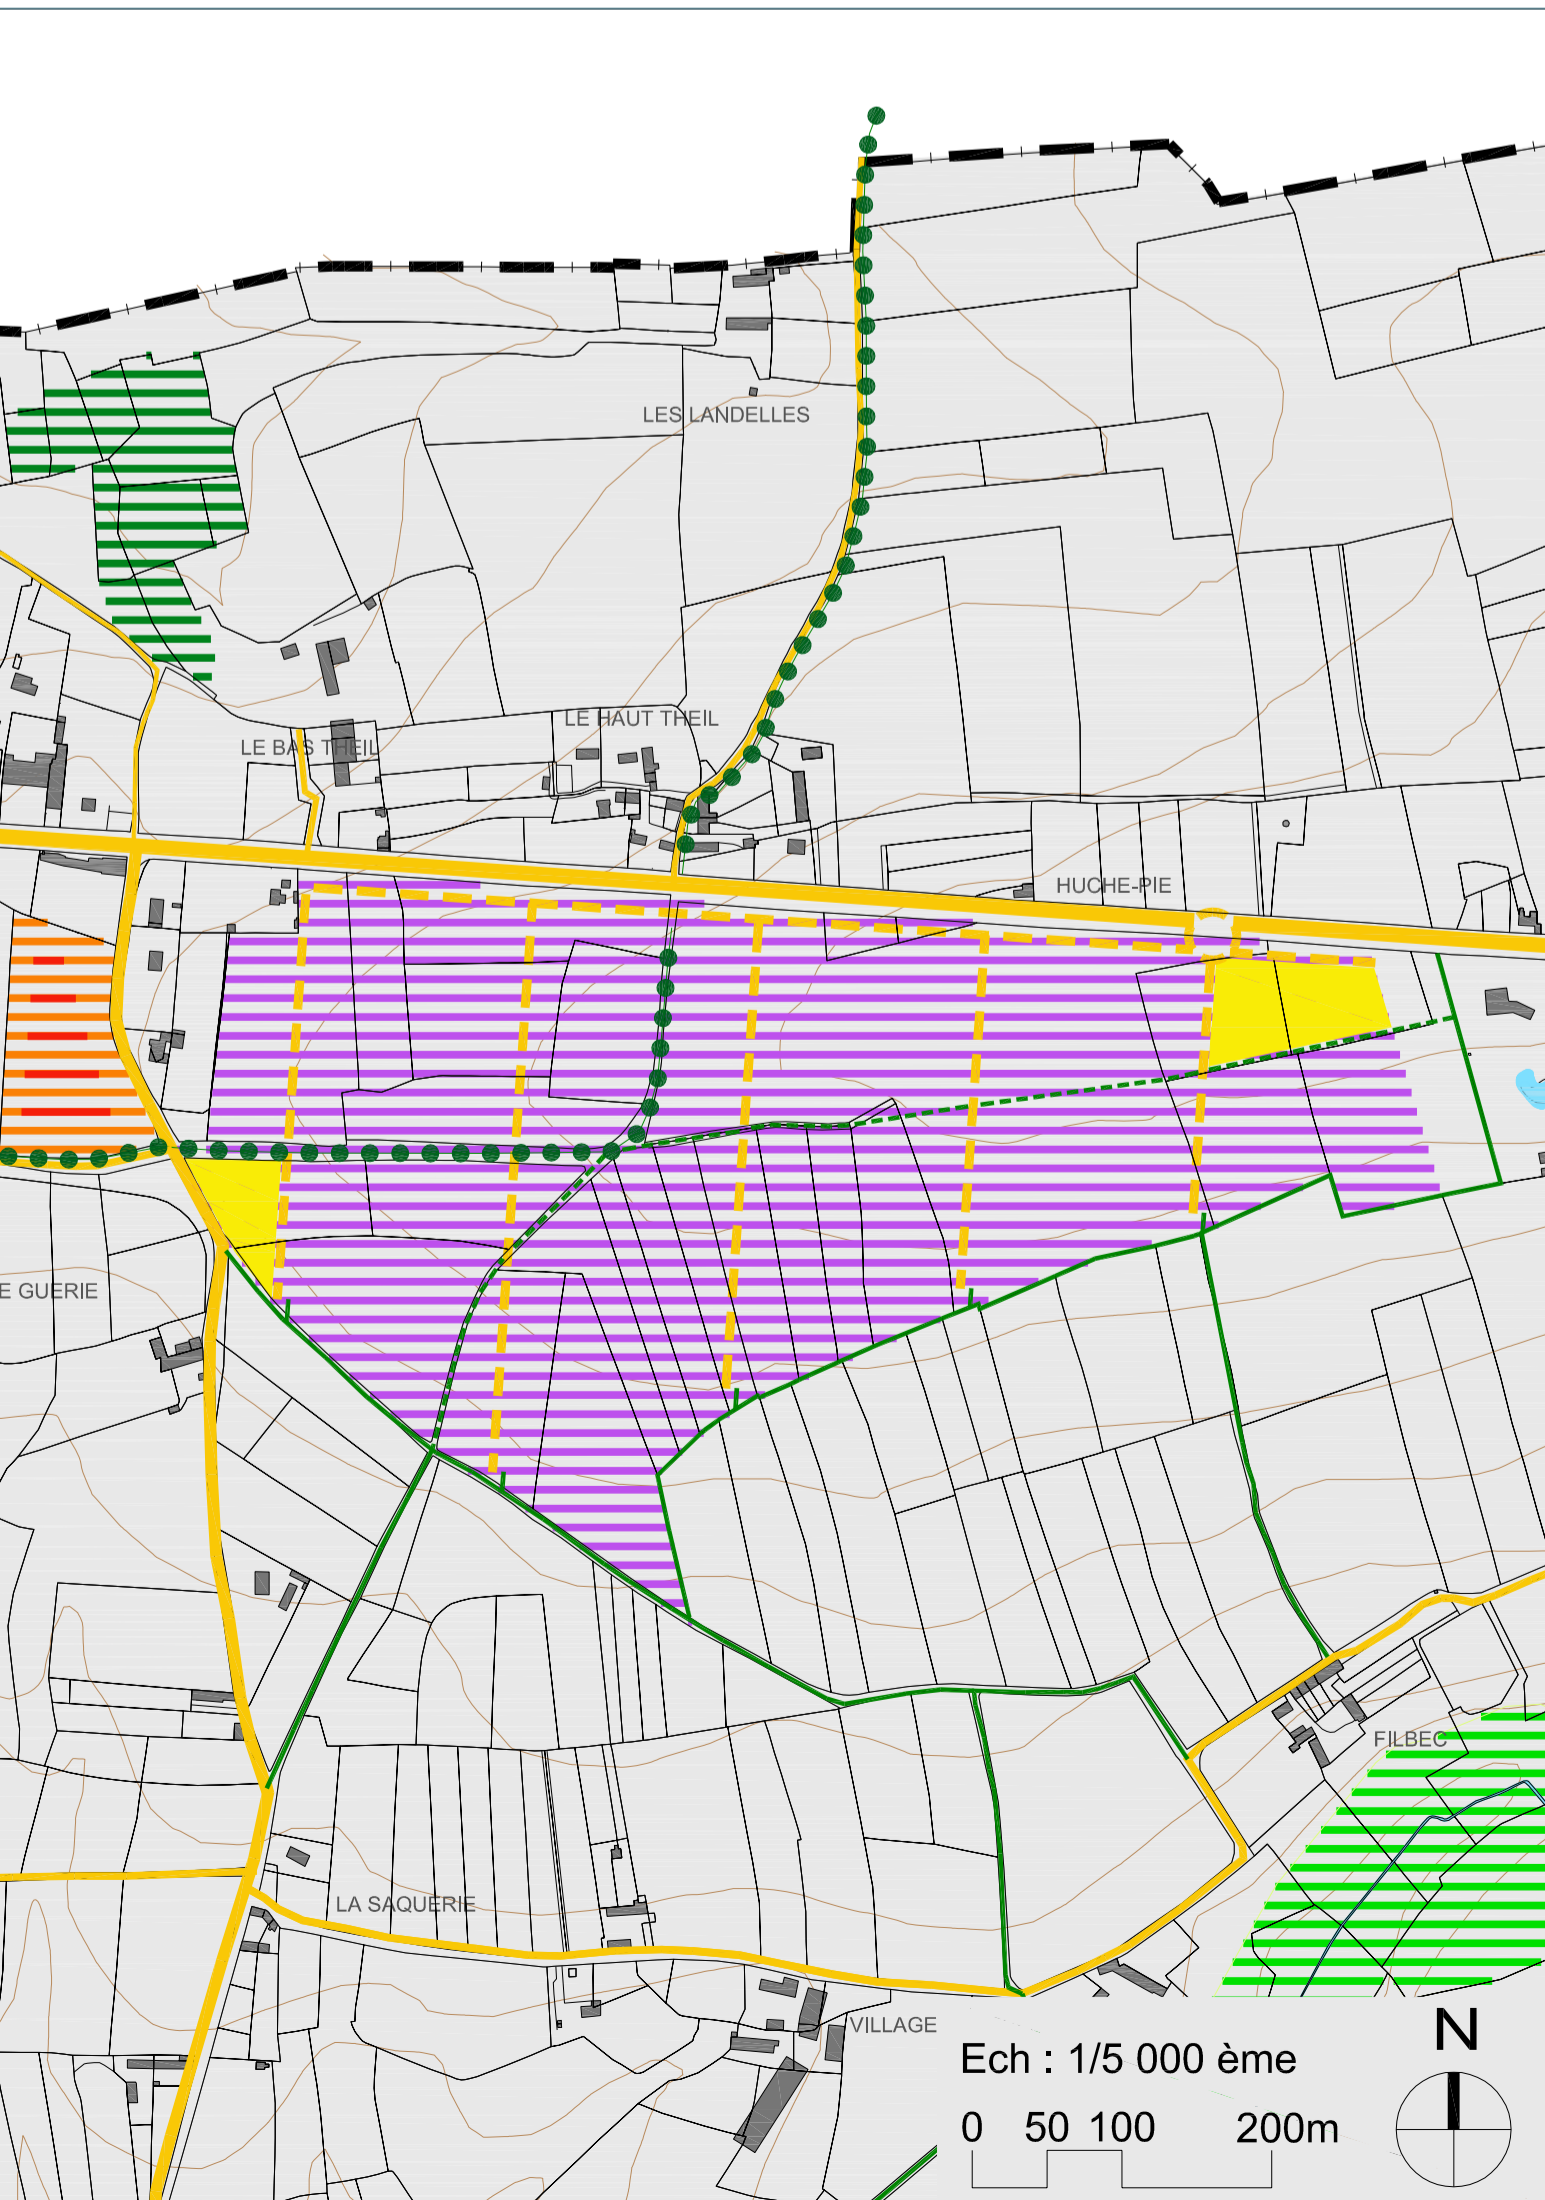 LES LANDELLES
LE HAUT THEIL
LE BAS THEIL
HUCHE-PIE
E GUERIE
FILBEC
LA SAQUERIE
VILLAGE
N
Ech : 1/5 000 ème
0 50 100 200m